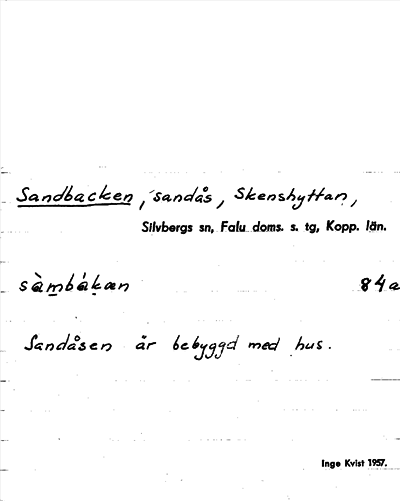 Sandbacken, sandås, Skenshyttan,
Silvbergs sn, Falu doms. s. tg, Kopp. län.
sàmbákan 84a
Sandåsen är bebyggd med hus.
Inge Kvist 1957.